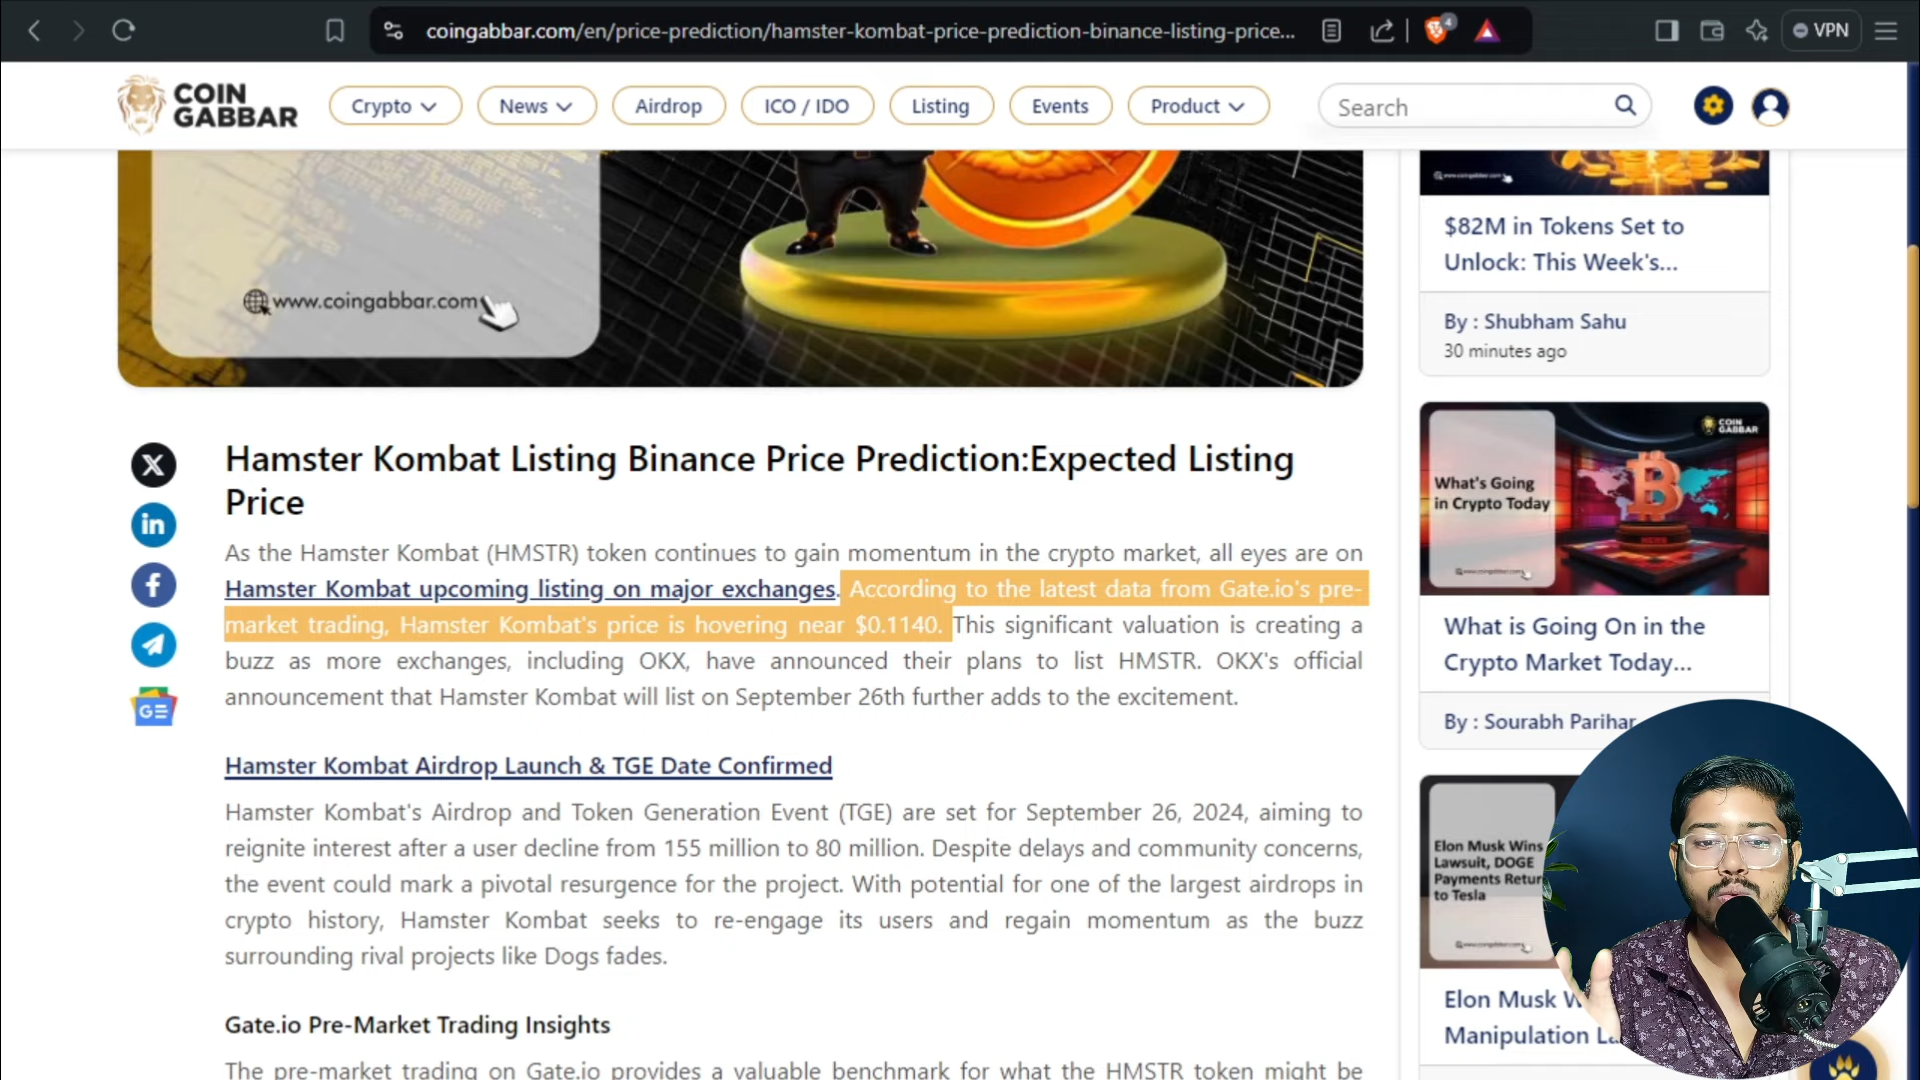 coingabbar.com/en/price-prediction/hamster-kombat-price-prediction-binance-listing-price...
4
VPN
COIN
GABBAR
Crypto
News
Airdrop
ICO / IDO
Listing
Events
Product
Search
www.coingabbar.com
Hamster Kombat Listing Binance Price Prediction:Expected Listing
Price
As the Hamster Kombat (HMSTR) token continues to gain momentum in the crypto market, all eyes are on
Hamster Kombat upcoming listing on major exchanges. According to the latest data from Gate.io's pre-
market trading, Hamster Kombat's price is hovering near $0.1140. This significant valuation is creating a
buzz as more exchanges, including OKX, have announced their plans to list HMSTR. OKX's official
announcement that Hamster Kombat will list on September 26th further adds to the excitement.
Hamster Kombat Airdrop Launch & TGE Date Confirmed
Hamster Kombat's Airdrop and Token Generation Event (TGE) are set for September 26, 2024, aiming to
reignite interest after a user decline from 155 million to 80 million. Despite delays and community concerns,
the event could mark a pivotal resurgence for the project. With potential for one of the largest airdrops in
crypto history, Hamster Kombat seeks to re-engage its users and regain momentum as the buzz
surrounding rival projects like Dogs fades.
Gate.io Pre-Market Trading Insights
The pre-market trading on Gate.io provides a valuable benchmark for what the HMSTR token might be
$82M in Tokens Set to
Unlock: This Week's...
By : Shubham Sahu
30 minutes ago
COIN
GABBAR
What's Going
in Crypto Today
What is Going On in the
Crypto Market Today...
By : Sourabh Parihar
Elon Musk Wins
Lawsuit, DOGE
Payments Retur
to Tesla
Elon Musk W
Manipulation La